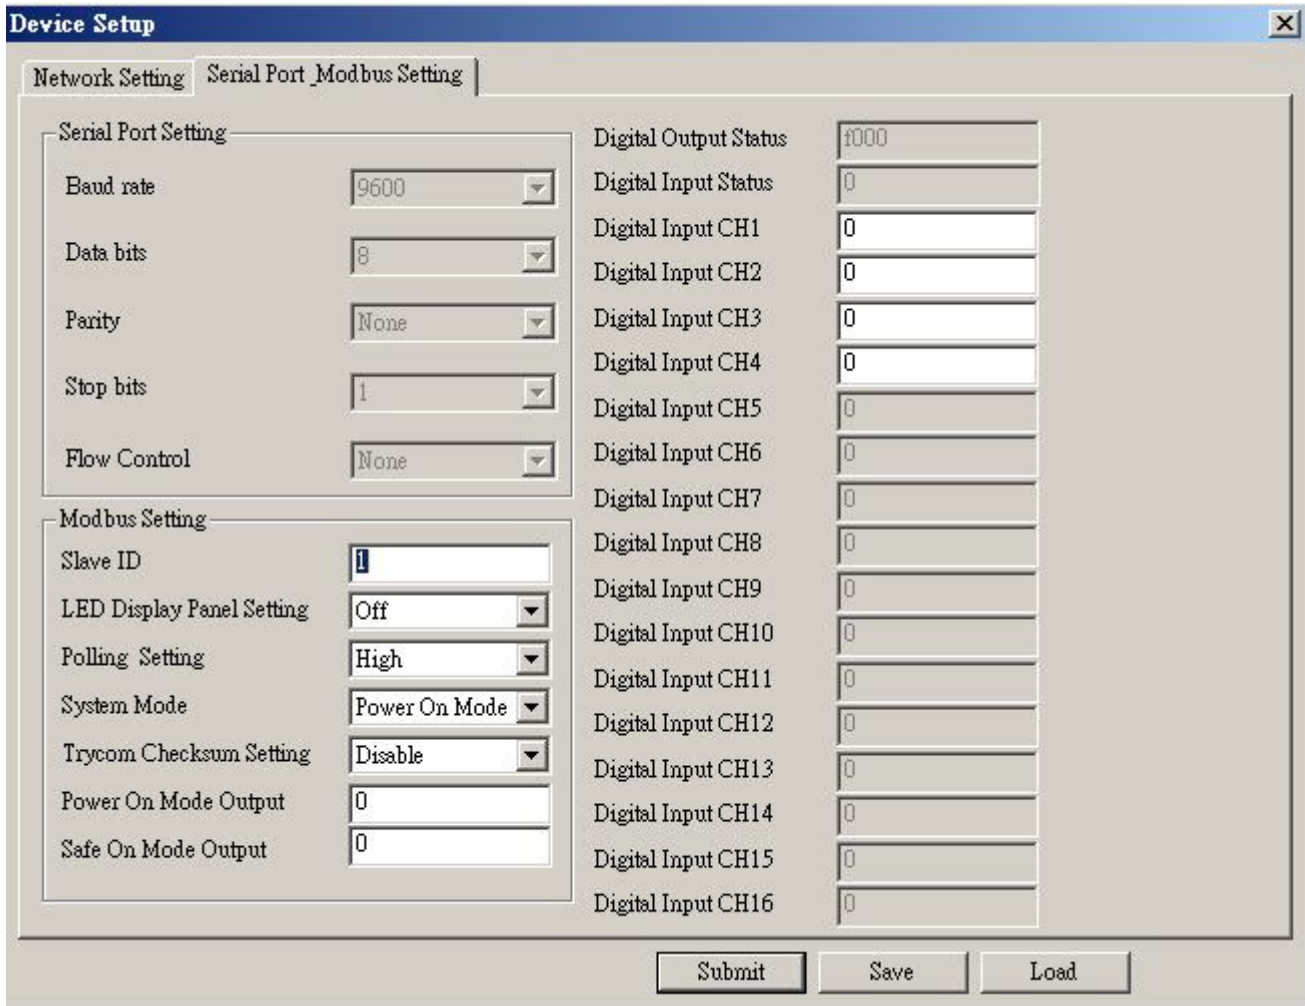 Device Setup
Network Setting
Serial Port_Modbus Setting
Serial Port Setting
Baud rate 9600
Data bits 8
Parity None
Stop bits 1
Flow Control None
Modbus Setting
Slave ID 1
LED Display Panel Setting Off
Polling Setting High
System Mode Power On Mode
Trycom Checksum Setting Disable
Power On Mode Output 0
Safe On Mode Output 0
Digital Output Status f000
Digital Input Status 0
Digital Input CH1 0
Digital Input CH2 0
Digital Input CH3 0
Digital Input CH4 0
Digital Input CH5 0
Digital Input CH6 0
Digital Input CH7 0
Digital Input CH8 0
Digital Input CH9 0
Digital Input CH10 0
Digital Input CH11 0
Digital Input CH12 0
Digital Input CH13 0
Digital Input CH14 0
Digital Input CH15 0
Digital Input CH16 0
Submit Save Load